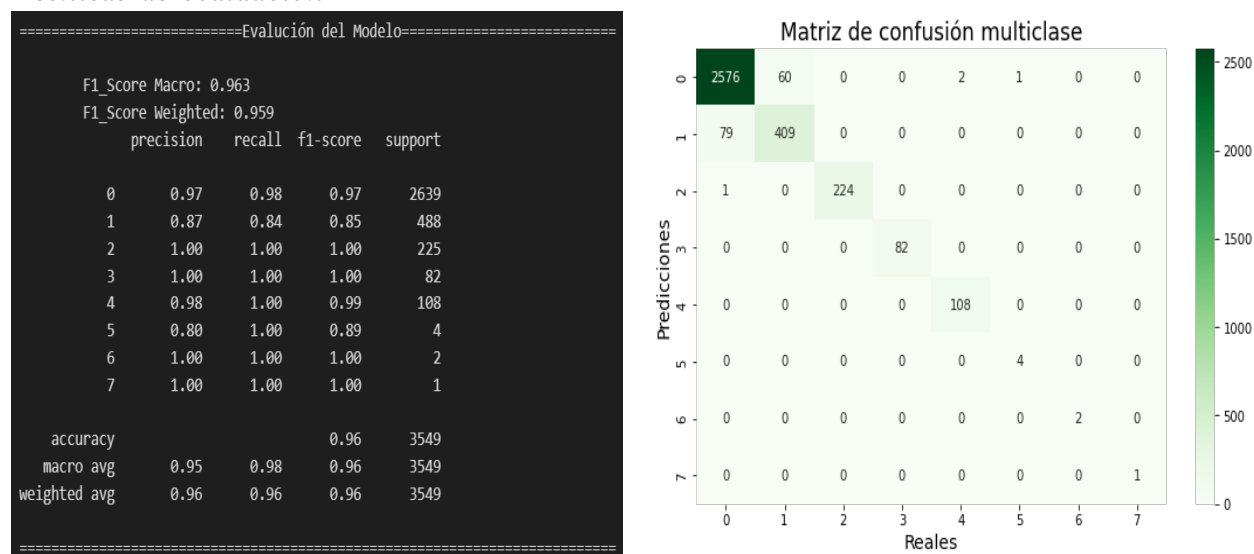 ===========================Evalución del Modelo===========================
F1_Score Macro: 0.963
F1_Score Weighted: 0.959
precision recall f1-score support
0 0.97 0.98 0.97 2639
1 0.87 0.84 0.85 488
2 1.00 1.00 1.00 225
3 1.00 1.00 1.00 82
4 0.98 1.00 0.99 108
5 0.80 1.00 0.89 4
6 1.00 1.00 1.00 2
7 1.00 1.00 1.00 1
accuracy 0.96 3549
macro avg 0.95 0.98 0.96 3549
weighted avg 0.96 0.96 0.96 3549
==========================================================================
Matriz de confusión multiclase
Predicciones
0 2576 60 0 0 2 1 0 0
1 79 409 0 0 0 0 0 0
2 1 0 224 0 0 0 0 0
3 0 0 0 82 0 0 0 0
4 0 0 0 0 108 0 0 0
5 0 0 0 0 0 4 0 0
6 0 0 0 0 0 0 2 0
7 0 0 0 0 0 0 0 1
0 1 2 3 4 5 6 7
Reales
2500
2000
1500
1000
500
0